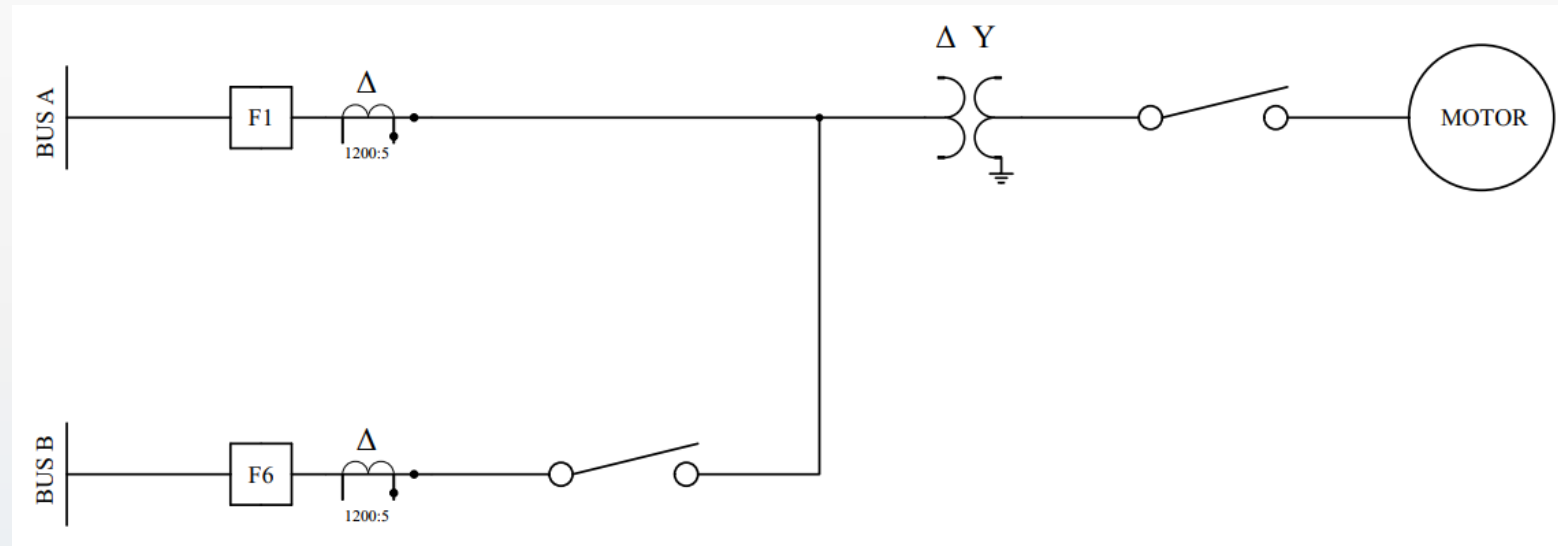 Δ Y
BUS A
F1
Δ
1200:5
MOTOR
BUS B
F6
Δ
1200:5